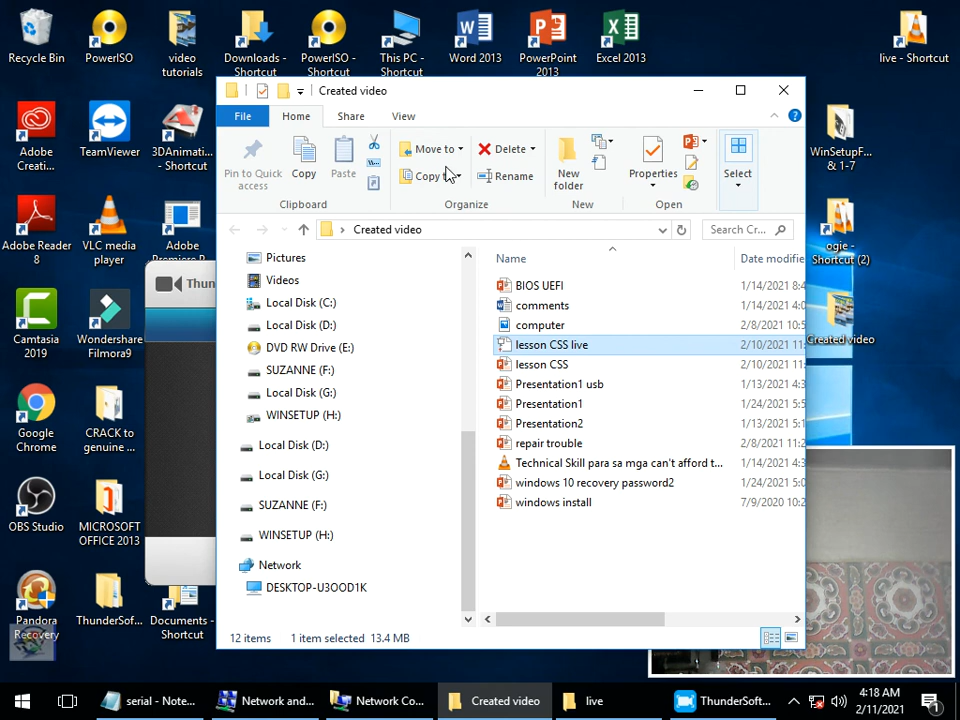 Recycle Bin
PowerISO
video
tutorials
Downloads -
Shortcut
PowerISO -
Shortcut
This PC -
Shortcut
Word 2013
PowerPoint
2013
Excel 2013
live - Shortcut
Adobe
Creati...
TeamViewer
3DAnimati...
- Shortcut
WinSetupF...
& 1-7
Adobe Reader
8
VLC media
player
Adobe
ogie -
Shortcut (2)
Camtasia
2019
Wondershare
Filmora9
Created video
Google
Chrome
CRACK to
genuine ...
OBS Studio
MICROSOFT
OFFICE 2013
Pandora
Recovery
ThunderSof...
Documents -
Shortcut
Thun
Created video
File
Home
Share
View
Pin to Quick
access
Copy
Paste
Clipboard
Move to
Copy
Delete
Rename
Organize
New
folder
New
Properties
Open
Select
Created video
Search Cr...
Pictures
Videos
Local Disk (C:)
Local Disk (D:)
DVD RW Drive (E:)
SUZANNE (F:)
Local Disk (G:)
WINSETUP (H:)
Local Disk (D:)
Local Disk (G:)
SUZANNE (F:)
WINSETUP (H:)
Network
DESKTOP-U3OOD1K
Name Date modifie
BIOS UEFI 1/14/2021 8:4
comments 1/14/2021 4:0
computer 2/8/2021 10:5
lesson CSS live 2/10/2021 11:
lesson CSS 2/10/2021 11:
Presentation1 usb 1/13/2021 4:3
Presentation1 1/24/2021 5:5
Presentation2 1/13/2021 5:1
repair trouble 2/8/2021 11:2
Technical Skill para sa mga can't afford t... 1/14/2021 4:3
windows 10 recovery password2 1/24/2021 5:0
windows install 7/9/2020 10:2
12 items 1 item selected 13.4 MB
serial - Note...
Network and...
Network Co...
Created video
live
ThunderSoft...
4:18 AM
2/11/2021
1